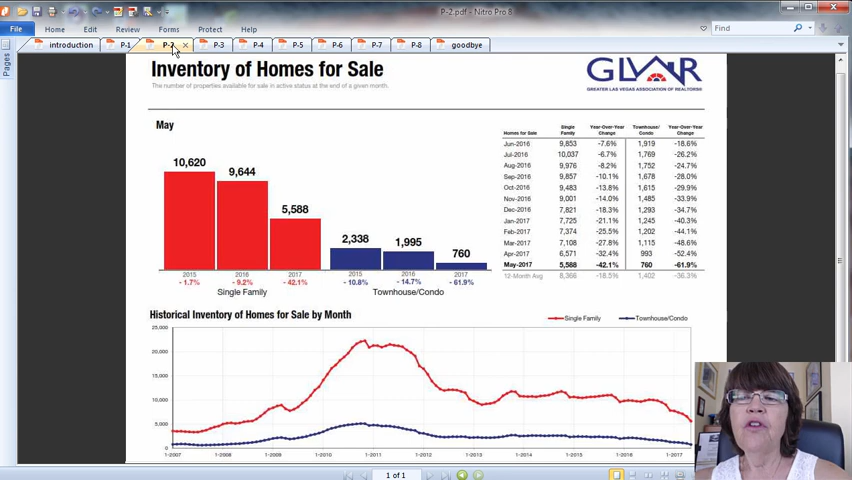 P-2.pdf - Nitro Pro 8
File Home Edit Review Forms Protect Help Find
introduction P-1 P-2 P-3 P-4 P-5 P-6 P-7 P-8 goodbye
Pages
Inventory of Homes for Sale
The number of properties available for sale in active status at the end of a given month.
GLVAR
GREATER LAS VEGAS ASSOCIATION OF REALTORS®
May
10,620 9,644 5,588 2,338 1,995 760
2015 2016 2017 2015 2016 2017
- 1.7% - 9.2% - 42.1% - 10.8% - 14.7% - 61.9%
Single Family Townhouse/Condo
Homes for Sale Single Family Year-Over-Year Change Townhouse/ Condo Year-Over-Year Change
Jun-2016 9,853 -7.6% 1,919 -18.6%
Jul-2016 10,037 -6.7% 1,769 -26.2%
Aug-2016 9,976 -8.2% 1,752 -24.7%
Sep-2016 9,857 -10.1% 1,678 -28.0%
Oct-2016 9,483 -13.8% 1,615 -29.9%
Nov-2016 9,001 -14.0% 1,485 -33.9%
Dec-2016 7,821 -18.3% 1,293 -34.7%
Jan-2017 7,725 -21.1% 1,245 -40.3%
Feb-2017 7,374 -25.5% 1,202 -44.1%
Mar-2017 7,108 -27.8% 1,115 -48.6%
Apr-2017 6,571 -32.4% 993 -52.4%
May-2017 5,588 -42.1% 760 -61.9%
12-Month Avg 8,366 -18.5% 1,402 -36.3%
Historical Inventory of Homes for Sale by Month
Single Family Townhouse/Condo
25,000
20,000
15,000
10,000
5,000
0
1-2007 1-2008 1-2009 1-2010 1-2011 1-2012 1-2013 1-2014 1-2015 1-2016 1-2017
1 of 1